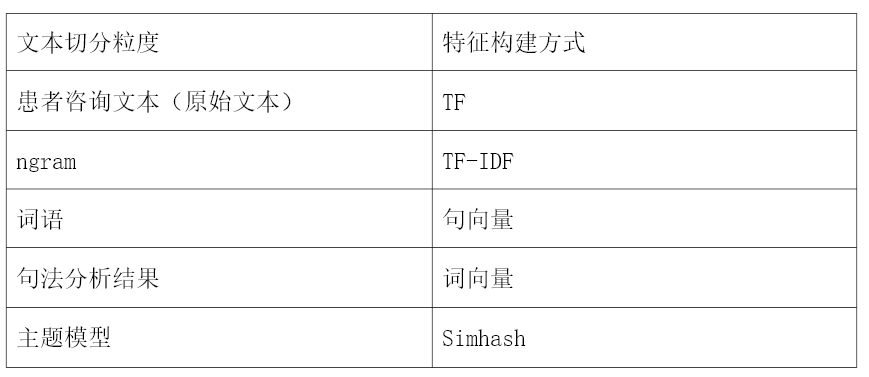 文本切分粒度 特征构建方式
患者咨询文本（原始文本） TF
ngram TF-IDF
词语 句向量
句法分析结果 词向量
主题模型 Simhash